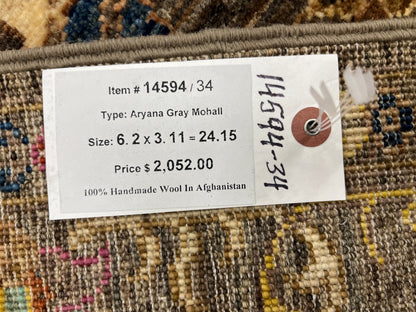 Item # 14594 / 34
Type: Aryana Gray Mohall
Size: 6. 2 x 3. 11 = 24.15
Price $ 2,052.00
100% Handmade Wool In Afghanistan
14594-34